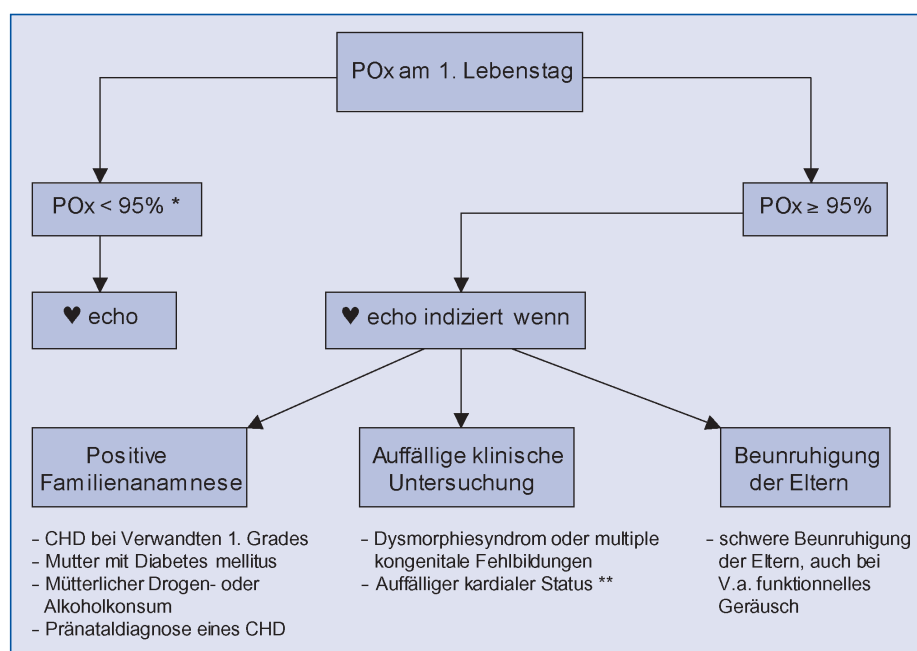 POx am 1. Lebenstag
POx < 95% *
POx ≥ 95%
♥ echo
♥ echo indiziert wenn
Positive
Familienanamnese
– CHD bei Verwandten 1. Grades
– Mutter mit Diabetes mellitus
– Mütterlicher Drogen- oder
Alkoholkonsum
– Pränataldiagnose eines CHD
Auffällige klinische
Untersuchung
– Dysmorphiesyndrom oder multiple
kongenitale Fehlbildungen
– Auffälliger kardialer Status **
Beunruhigung
der Eltern
– schwere Beunruhigung
der Eltern, auch bei
V.a. funktionelles
Geräusch